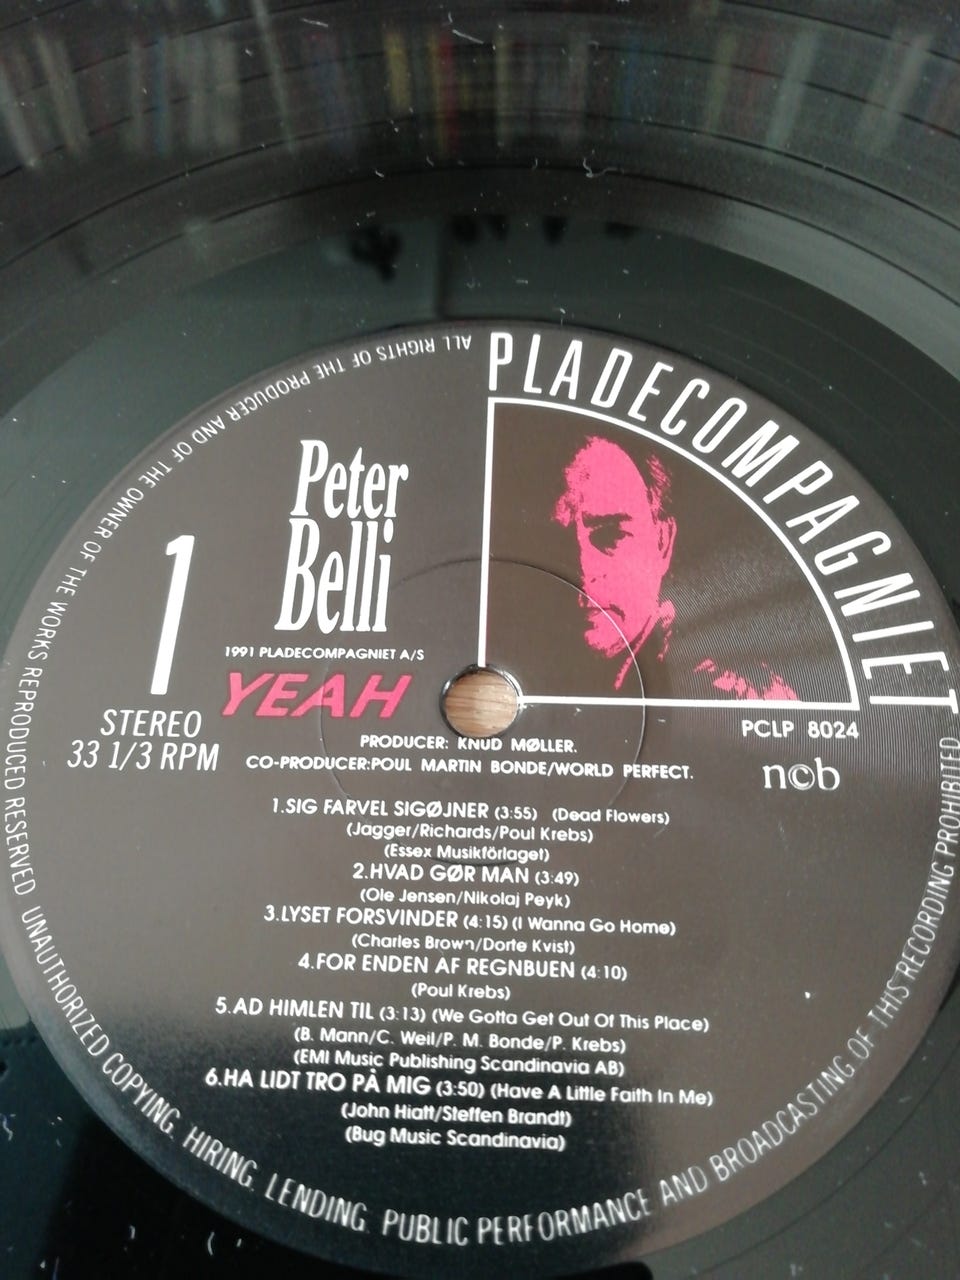 PLADECOMPAGNIET
Peter
Belli
1
1991 PLADECOMPAGNIET A/S
YEAH
STEREO
33 1/3 RPM
PCLP 8024
n©b
PRODUCER: KNUD MØLLER.
CO-PRODUCER:POUL MARTIN BONDE/WORLD PERFECT.
1.SIG FARVEL SIGØJNER (3:55) (Dead Flowers)
(Jagger/Richards/Poul Krebs)
(Essex Musikförlaget)
2.HVAD GØR MAN (3:49)
(Ole Jensen/Nikolaj Peyk)
3.LYSET FORSVINDER (4:15) (I Wanna Go Home)
(Charles Brown/Dorte Kvist)
4.FOR ENDEN AF REGNBUEN (4:10)
(Poul Krebs)
5.AD HIMLEN TIL (3:13) (We Gotta Get Out Of This Place)
(B. Mann/C. Weil/P. M. Bonde/P. Krebs)
(EMI Music Publishing Scandinavia AB)
6.HA LIDT TRO PÅ MIG (3:50) (Have A Little Faith In Me)
(John Hiatt/Steffen Brandt)
(Bug Music Scandinavia)
ALL RIGHTS OF THE PRODUCER AND OF THE OWNER OF THE WORKS REPRODUCED RESERVED UNAUTHORIZED COPYING. HIRING. LENDING. PUBLIC PERFORMANCE AND BROADCASTING OF THIS RECORDING PROHIBITED